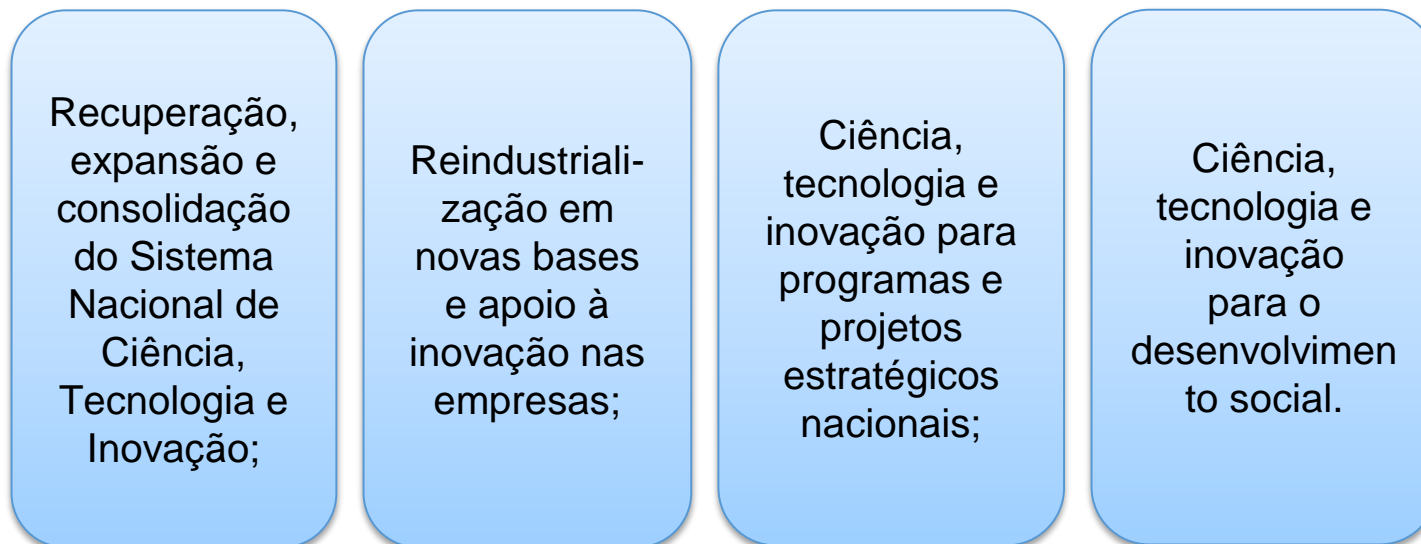 Recuperação,
expansão e
consolidação
do Sistema
Nacional de
Ciência,
Tecnologia e
Inovação;
Reindustriali-
zação em
novas bases
e apoio à
inovação nas
empresas;
Ciência,
tecnologia e
inovação para
programas e
projetos
estratégicos
nacionais;
Ciência,
tecnologia e
inovação
para o
desenvolvimen
to social.